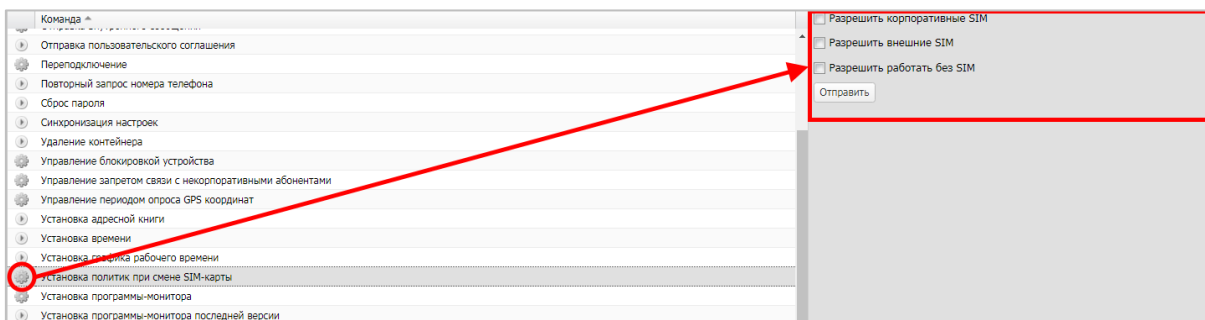 Команда
Отправка пользовательского соглашения
Переподключение
Повторный запрос номера телефона
Сброс пароля
Синхронизация настроек
Удаление контейнера
Управление блокировкой устройства
Управление запретом связи с некорпоративными абонентами
Управление периодом опроса GPS координат
Установка адресной книги
Установка времени
Установка графика рабочего времени
Установка политик при смене SIM-карты
Установка программы-монитора
Установка программы-монитора последней версии
Разрешить корпоративные SIM
Разрешить внешние SIM
Разрешить работать без SIM
Отправить